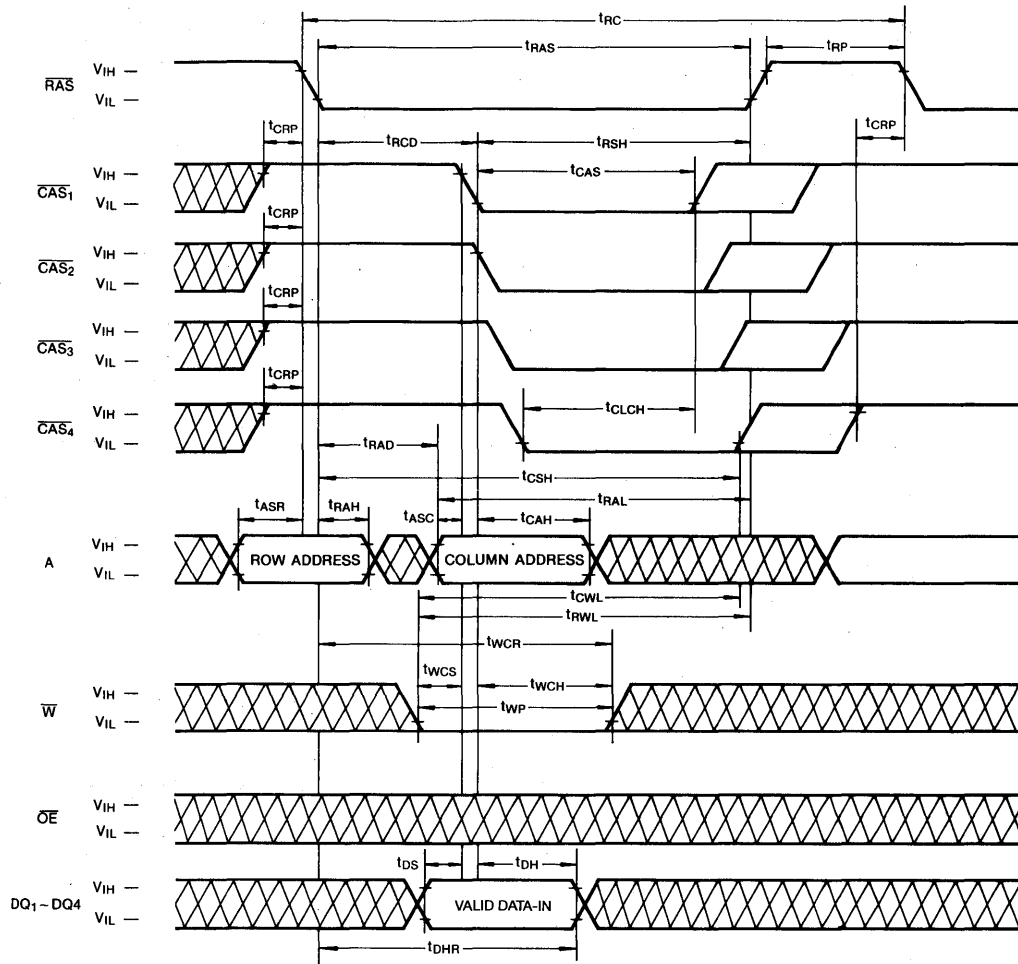 tRC
tRAS
tRP
RAS
VIH —
VIL —
tCRP
tRCD
tRSH
tCRP
CAS1
VIH —
VIL —
tCAS
tCRP
CAS2
VIH —
VIL —
tCRP
CAS3
VIH —
VIL —
tCRP
CAS4
VIH —
VIL —
tCLCH
tRAD
tCSH
tRAL
tASR
tRAH
tASC
tCAH
A
VIH —
VIL —
ROW ADDRESS
COLUMN ADDRESS
tCWL
tRWL
tWCR
tWCS
tWCH
W
VIH —
VIL —
tWP
OE
VIH —
VIL —
tDS
tDH
DQ1~DQ4
VIH —
VIL —
VALID DATA-IN
tDHR